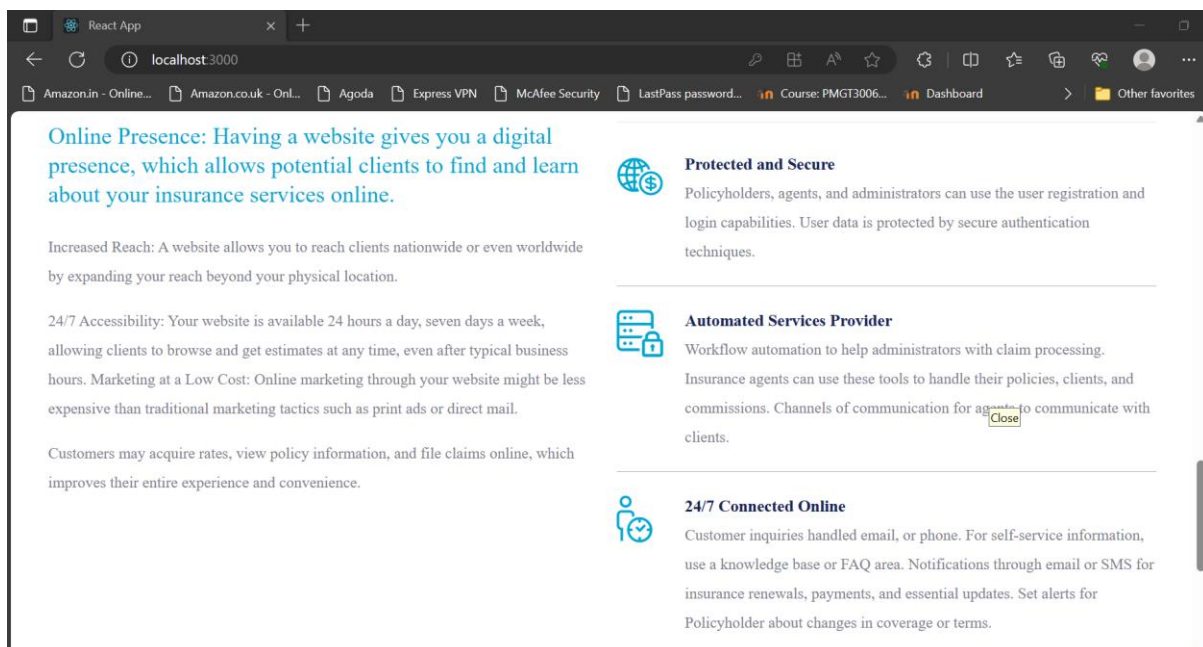 React App
localhost:3000
Amazon.in - Online...
Amazon.co.uk - Onl...
Agoda
Express VPN
McAfee Security
LastPass password...
Course: PMGT3006...
Dashboard
Other favorites
Online Presence: Having a website gives you a digital
presence, which allows potential clients to find and learn
about your insurance services online.
Increased Reach: A website allows you to reach clients nationwide or even worldwide
by expanding your reach beyond your physical location.
24/7 Accessibility: Your website is available 24 hours a day, seven days a week,
allowing clients to browse and get estimates at any time, even after typical business
hours. Marketing at a Low Cost: Online marketing through your website might be less
expensive than traditional marketing tactics such as print ads or direct mail.
Customers may acquire rates, view policy information, and file claims online, which
improves their entire experience and convenience.
Protected and Secure
Policyholders, agents, and administrators can use the user registration and
login capabilities. User data is protected by secure authentication
techniques.
Automated Services Provider
Workflow automation to help administrators with claim processing.
Insurance agents can use these tools to handle their policies, clients, and
commissions. Channels of communication for agents to communicate with
Close
clients.
24/7 Connected Online
Customer inquiries handled email, or phone. For self-service information,
use a knowledge base or FAQ area. Notifications through email or SMS for
insurance renewals, payments, and essential updates. Set alerts for
Policyholder about changes in coverage or terms.